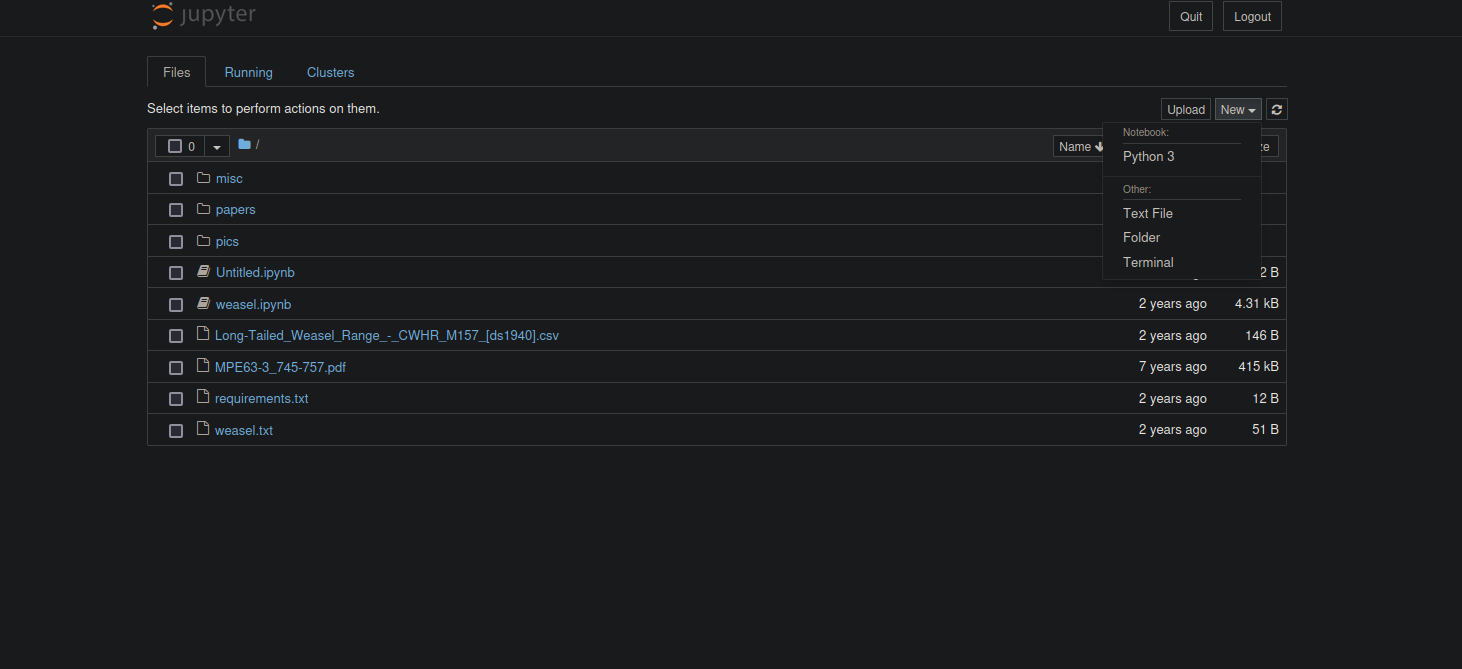 jupyter
Quit Logout
Files Running Clusters
Select items to perform actions on them.
Upload New
0 / Name
Notebook:
Python 3
Other:
Text File
Folder
Terminal
misc
papers
pics
Untitled.ipynb 2 B
weasel.ipynb 2 years ago 4.31 kB
Long-Tailed_Weasel_Range_-_CWHR_M157_[ds1940].csv 2 years ago 146 B
MPE63-3_745-757.pdf 7 years ago 415 kB
requirements.txt 2 years ago 12 B
weasel.txt 2 years ago 51 B